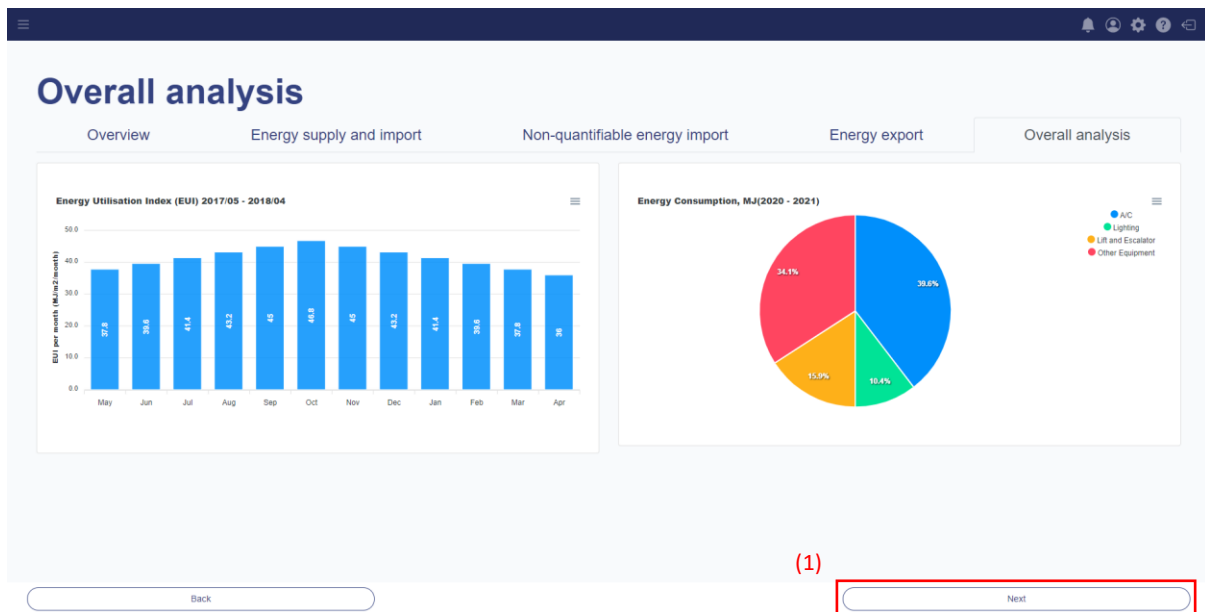 Overall analysis
Overview Energy supply and import Non-quantifiable energy import Energy export Overall analysis
Energy Utilisation Index (EUI) 2017/05 - 2018/04
EUI per month (MJ/m2/month)
50.0
40.0
30.0
20.0
10.0
0.0
37.8 39.6 41.4 43.2 45 46.8 45 43.2 41.4 39.6 37.8 36
May Jun Jul Aug Sep Oct Nov Dec Jan Feb Mar Apr
Energy Consumption, MJ(2020 - 2021)
A/C
Lighting
Lift and Escalator
Other Equipment
34.1%
39.6%
15.9%
10.4%
(1)
Back
Next